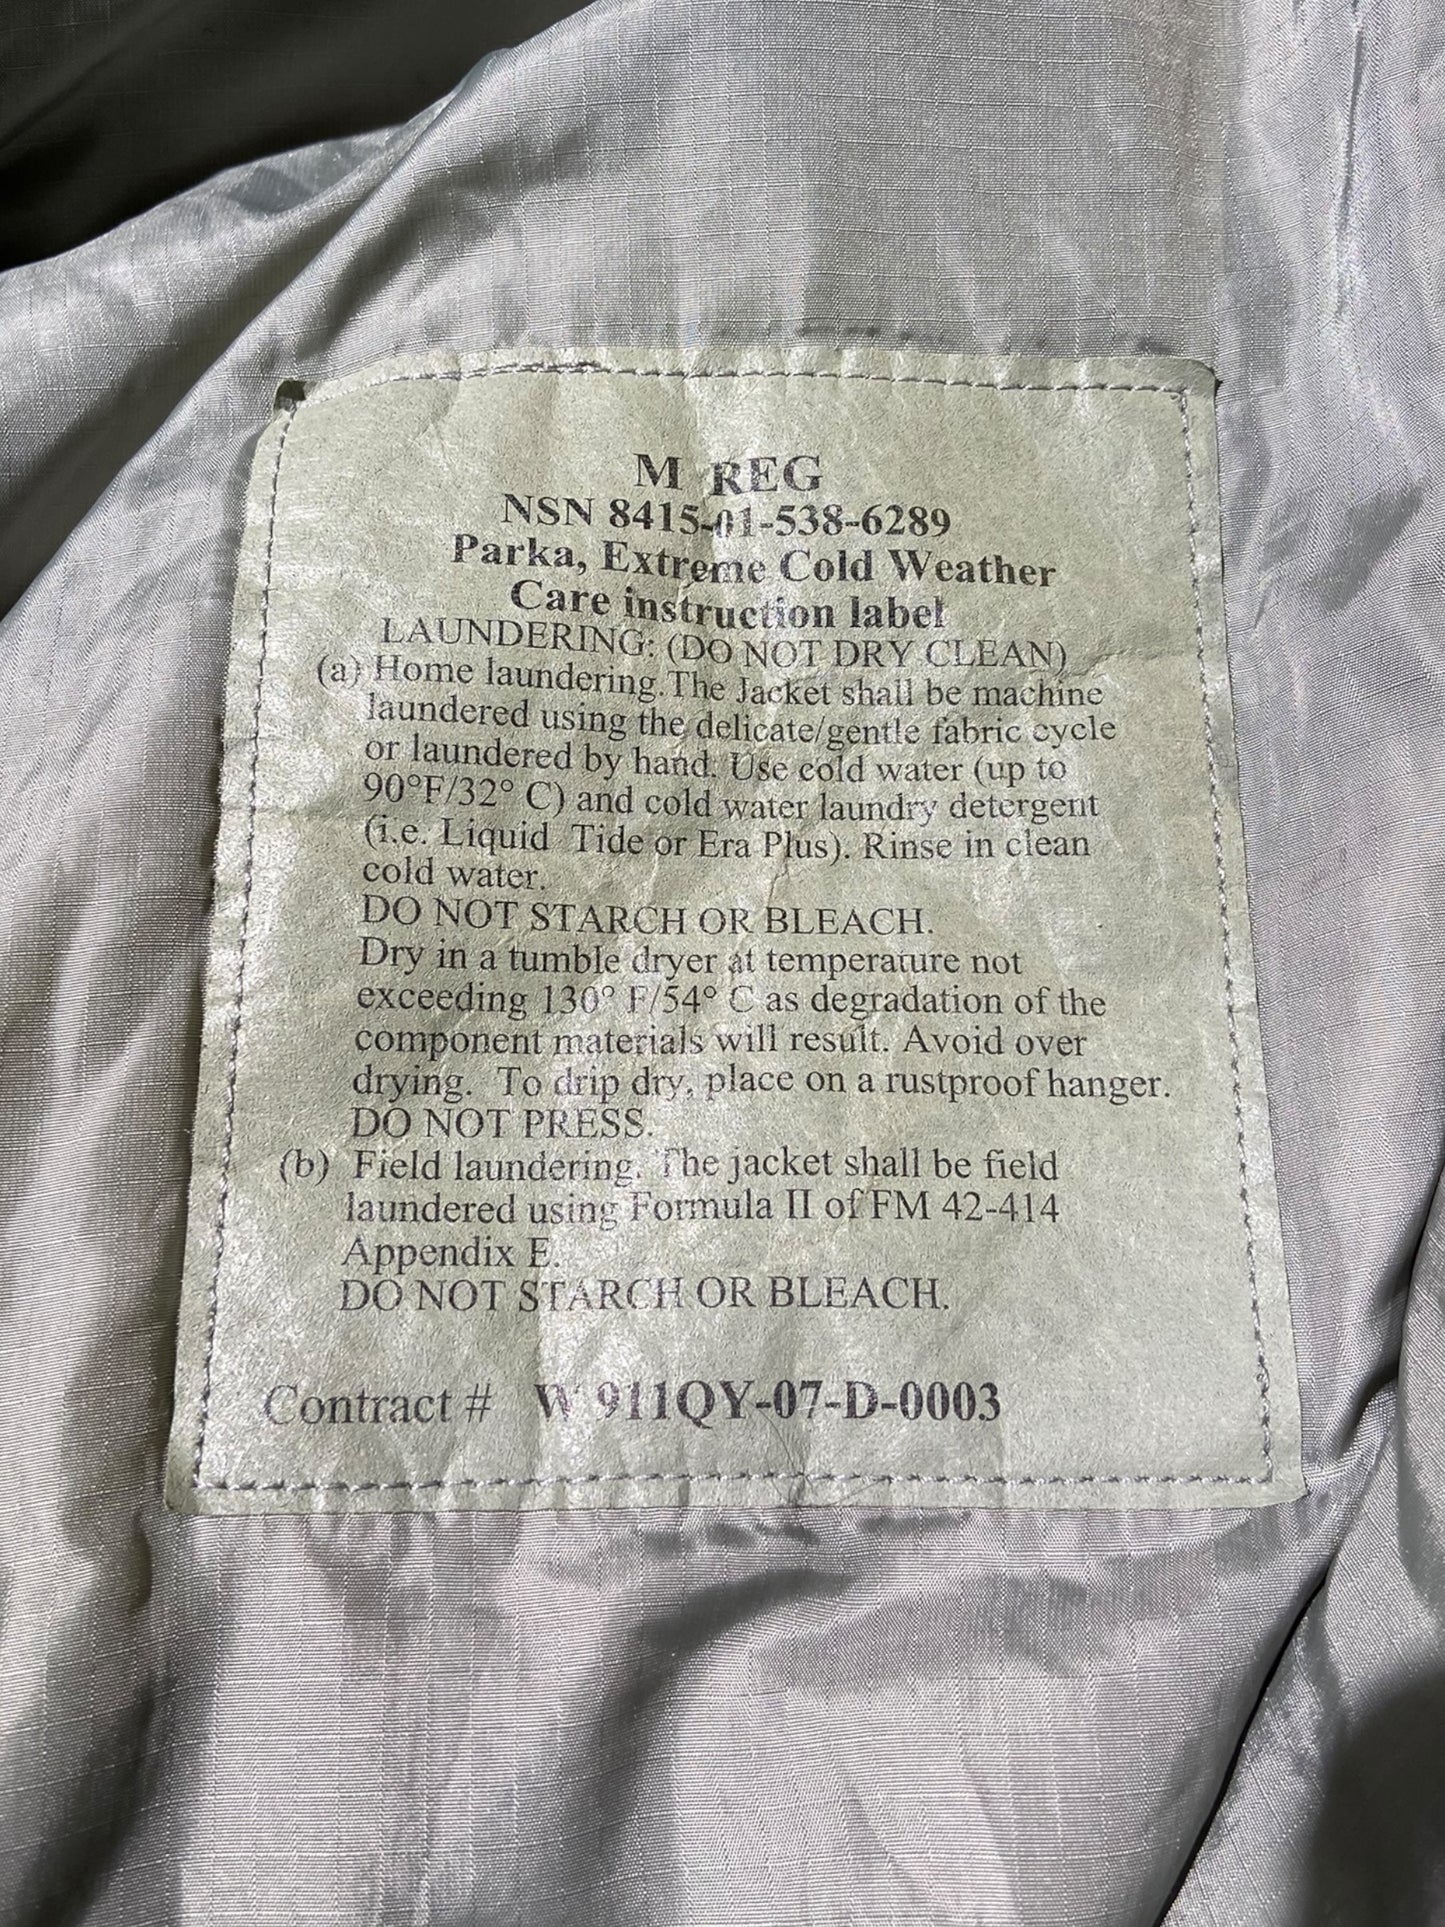 M REG
NSN 8415-01-538-6289
Parka, Extreme Cold Weather
Care instruction label
LAUNDERING: (DO NOT DRY CLEAN)
(a) Home laundering. The Jacket shall be machine
laundered using the delicate/gentle fabric cycle
or laundered by hand. Use cold water (up to
90°F/32° C) and cold water laundry detergent
(i.e. Liquid Tide or Era Plus). Rinse in clean
cold water.
DO NOT STARCH OR BLEACH.
Dry in a tumble dryer at temperature not
exceeding 130° F/54° C as degradation of the
component materials will result. Avoid over
drying. To drip dry, place on a rustproof hanger.
DO NOT PRESS.
(b) Field laundering. The jacket shall be field
laundered using Formula II of FM 42-414
Appendix E.
DO NOT STARCH OR BLEACH.
Contract # W 911QY-07-D-0003